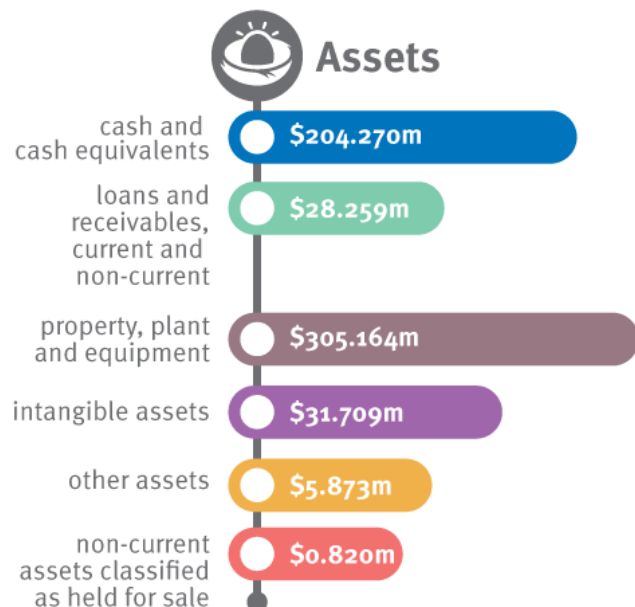 Assets
cash and
cash equivalents
$204.270m
loans and
receivables,
current and
non-current
$28.259m
property, plant
and equipment
$305.164m
intangible assets
$31.709m
other assets
$5.873m
non-current
assets classified
as held for sale
$0.820m